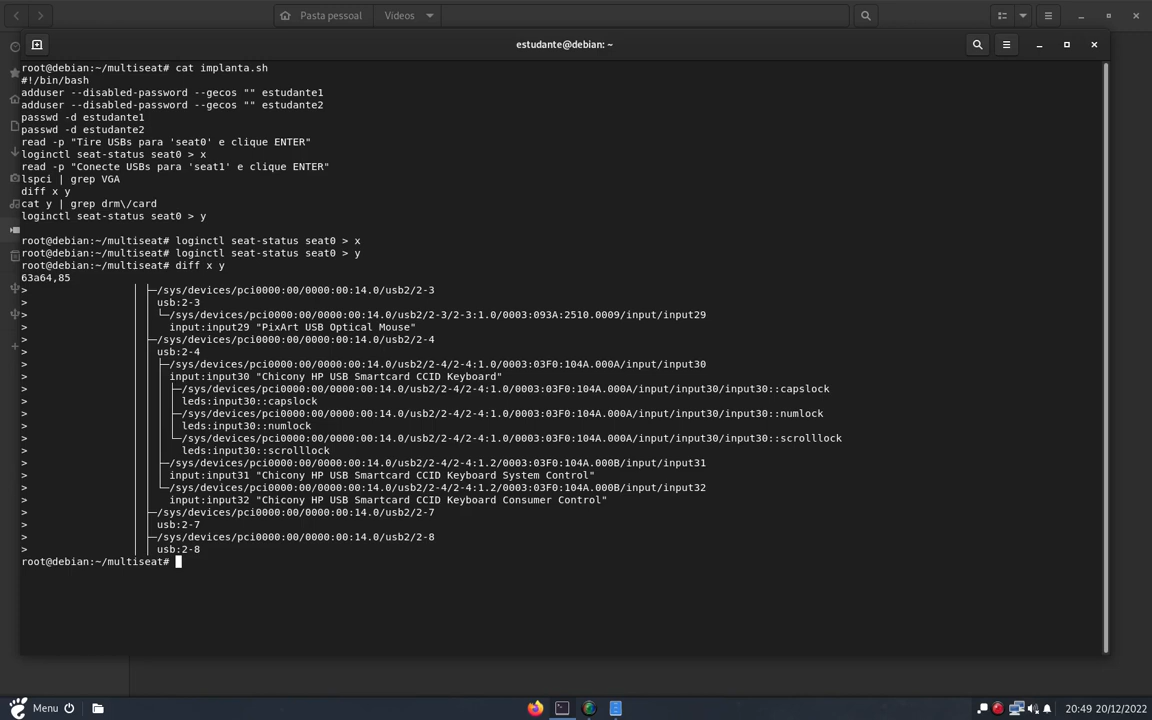 Pasta pessoal
Vídeos
estudante@debian: ~
root@debian:~/multiseat# cat implanta.sh
#!/bin/bash
adduser --disabled-password --gecos "" estudante1
adduser --disabled-password --gecos "" estudante2
passwd -d estudante1
passwd -d estudante2
read -p "Tire USBs para 'seat0' e clique ENTER"
loginctl seat-status seat0 > x
read -p "Conecte USBs para 'seat1' e clique ENTER"
lspci | grep VGA
diff x y
cat y | grep drm\/card
loginctl seat-status seat0 > y
root@debian:~/multiseat# loginctl seat-status seat0 > x
root@debian:~/multiseat# loginctl seat-status seat0 > y
root@debian:~/multiseat# diff x y
63a64,85
> │ ├─/sys/devices/pci0000:00/0000:00:14.0/usb2/2-3
> │ │ usb:2-3
> │ │ └─/sys/devices/pci0000:00/0000:00:14.0/usb2/2-3/2-3:1.0/0003:093A:2510.0009/input/input29
> │ │   input:input29 "PixArt USB Optical Mouse"
> │ ├─/sys/devices/pci0000:00/0000:00:14.0/usb2/2-4
> │ │ usb:2-4
> │ │ ├─/sys/devices/pci0000:00/0000:00:14.0/usb2/2-4/2-4:1.0/0003:03F0:104A.000A/input/input30
> │ │ │ input:input30 "Chicony HP USB Smartcard CCID Keyboard"
> │ │ │ ├─/sys/devices/pci0000:00/0000:00:14.0/usb2/2-4/2-4:1.0/0003:03F0:104A.000A/input/input30/input30::capslock
> │ │ │ │ leds:input30::capslock
> │ │ │ ├─/sys/devices/pci0000:00/0000:00:14.0/usb2/2-4/2-4:1.0/0003:03F0:104A.000A/input/input30/input30::numlock
> │ │ │ │ leds:input30::numlock
> │ │ │ └─/sys/devices/pci0000:00/0000:00:14.0/usb2/2-4/2-4:1.0/0003:03F0:104A.000A/input/input30/input30::scrolllock
> │ │ │   leds:input30::scrolllock
> │ │ ├─/sys/devices/pci0000:00/0000:00:14.0/usb2/2-4/2-4:1.2/0003:03F0:104A.000B/input/input31
> │ │ │ input:input31 "Chicony HP USB Smartcard CCID Keyboard System Control"
> │ │ └─/sys/devices/pci0000:00/0000:00:14.0/usb2/2-4/2-4:1.2/0003:03F0:104A.000B/input/input32
> │ │   input:input32 "Chicony HP USB Smartcard CCID Keyboard Consumer Control"
> │ ├─/sys/devices/pci0000:00/0000:00:14.0/usb2/2-7
> │ │ usb:2-7
> │ ├─/sys/devices/pci0000:00/0000:00:14.0/usb2/2-8
> │ │ usb:2-8
root@debian:~/multiseat#
Menu
20:49 20/12/2022